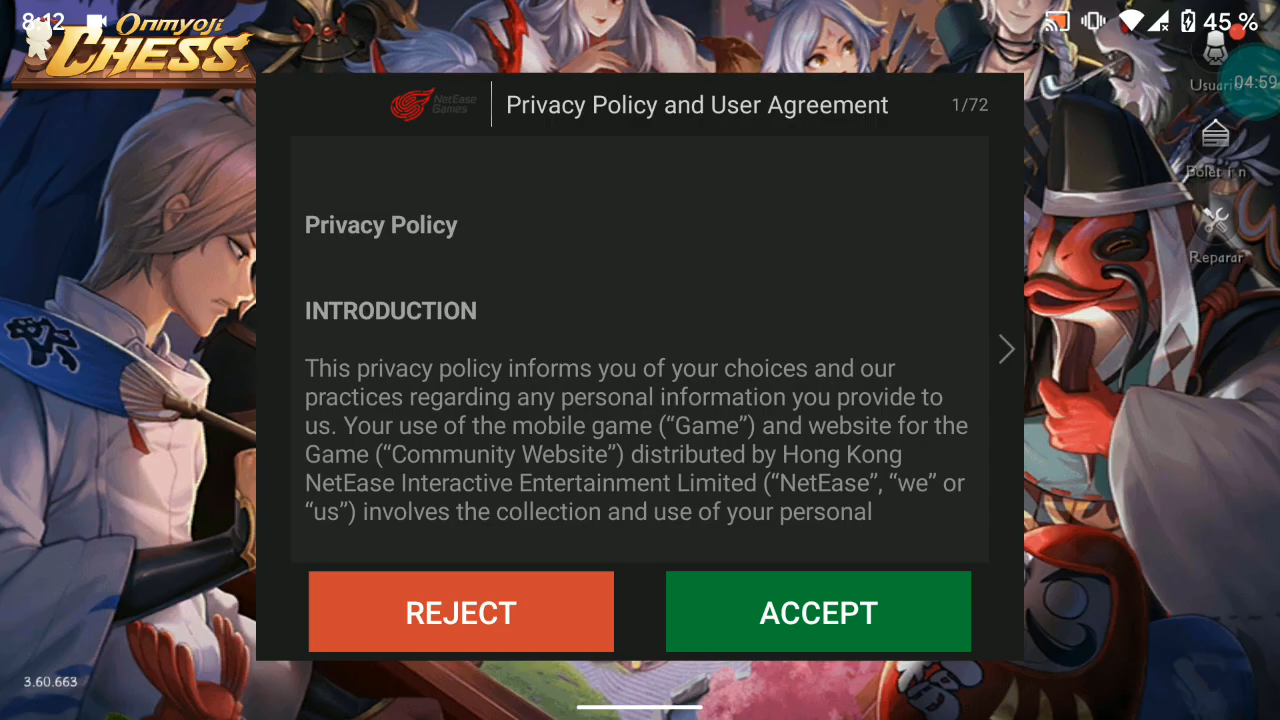 8:12
45 %
Onmyoji
CHESS
NetEase
Games
Privacy Policy and User Agreement
1/72
Usuario
04:59
Boletín
Reparar
Privacy Policy
INTRODUCTION
This privacy policy informs you of your choices and our
practices regarding any personal information you provide to
us. Your use of the mobile game (“Game”) and website for the
Game (“Community Website”) distributed by Hong Kong
NetEase Interactive Entertainment Limited (“NetEase”, “we” or
“us”) involves the collection and use of your personal
REJECT
ACCEPT
3.60.663